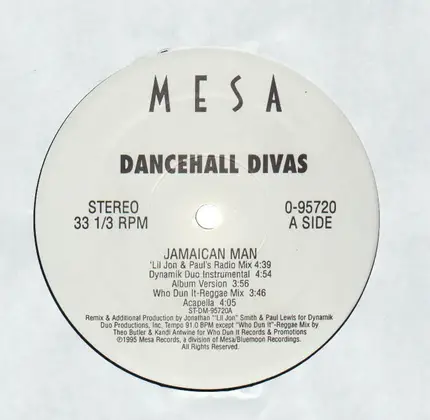 MESA
DANCEHALL DIVAS
STEREO 0-95720
33 1/3 RPM A SIDE
JAMAICAN MAN
'Lil Jon & Paul's Radio Mix 4:39
Dynamik Duo Instrumental 4:54
Album Version 3:56
Who Dun It-Reggae Mix 3:46
Acapella 4:05
ST-DM-95720A
Remix & Additional Production by Jonathan "'Lil Jon" Smith & Paul Lewis for Dynamik
Duo Productions, Inc. Tempo 91.0 BPM except "Who Dun It"-Reggae Mix by
Theo Butler & Kandi Antwine for Who Dun It Records & Promotions
℗1995 Mesa Records, a division of Mesa/Bluemoon Recordings.
All Rights Reserved.